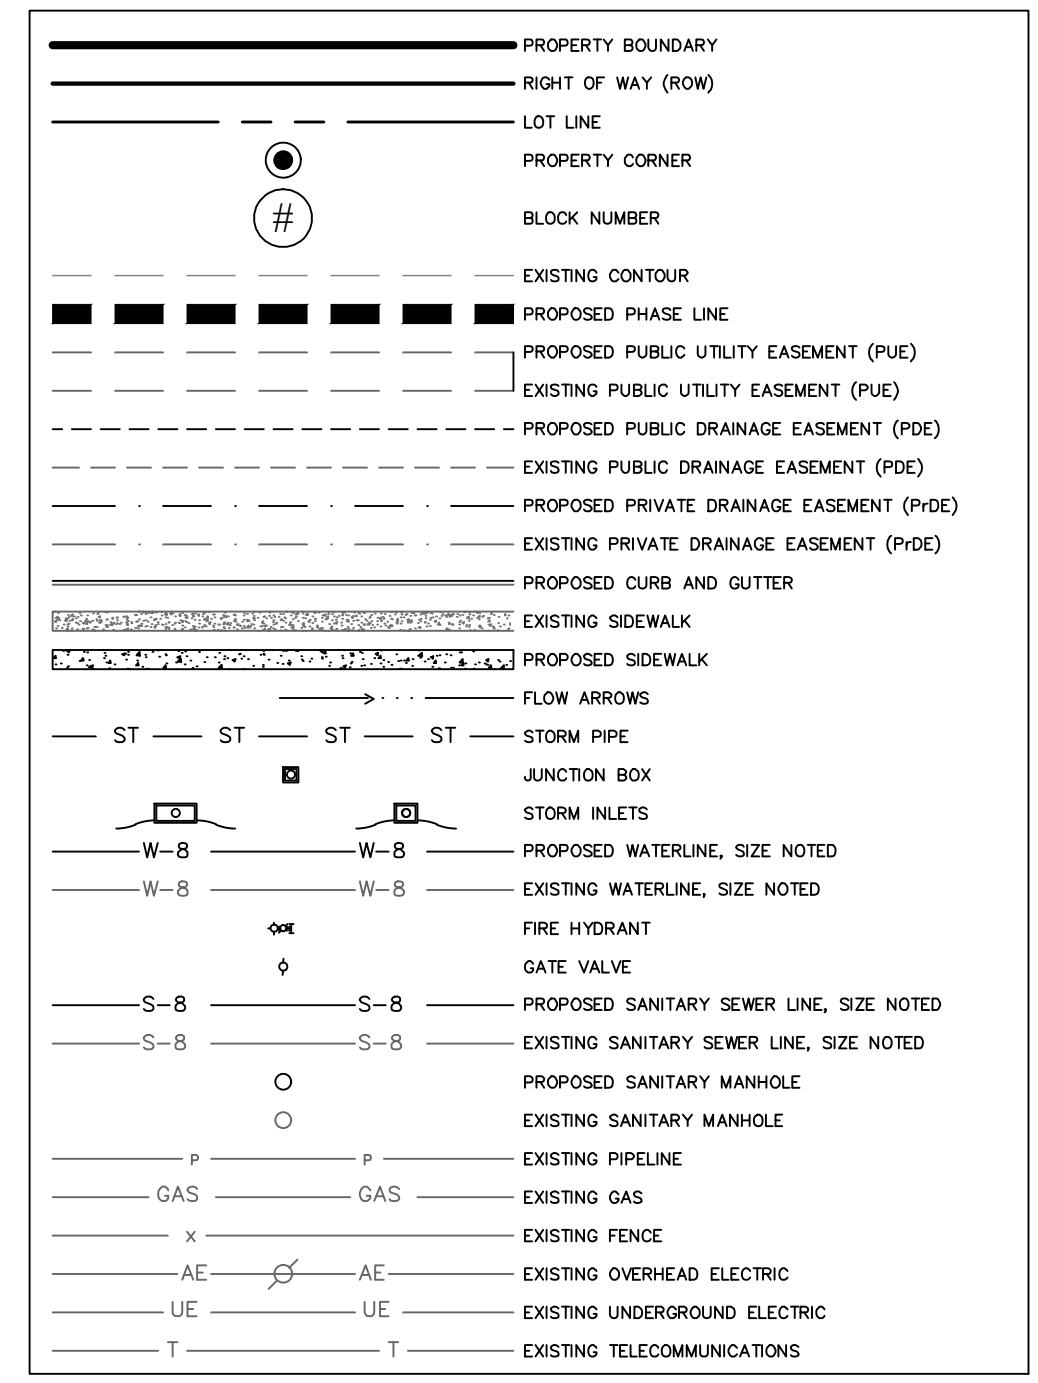 PROPERTY BOUNDARY
RIGHT OF WAY (ROW)
LOT LINE
PROPERTY CORNER
# BLOCK NUMBER
EXISTING CONTOUR
PROPOSED PHASE LINE
PROPOSED PUBLIC UTILITY EASEMENT (PUE)
EXISTING PUBLIC UTILITY EASEMENT (PUE)
PROPOSED PUBLIC DRAINAGE EASEMENT (PDE)
EXISTING PUBLIC DRAINAGE EASEMENT (PDE)
PROPOSED PRIVATE DRAINAGE EASEMENT (PrDE)
EXISTING PRIVATE DRAINAGE EASEMENT (PrDE)
PROPOSED CURB AND GUTTER
EXISTING SIDEWALK
PROPOSED SIDEWALK
FLOW ARROWS
ST ST ST ST STORM PIPE
JUNCTION BOX
STORM INLETS
W-8 W-8 PROPOSED WATERLINE, SIZE NOTED
W-8 W-8 EXISTING WATERLINE, SIZE NOTED
FIRE HYDRANT
GATE VALVE
S-8 S-8 PROPOSED SANITARY SEWER LINE, SIZE NOTED
S-8 S-8 EXISTING SANITARY SEWER LINE, SIZE NOTED
PROPOSED SANITARY MANHOLE
EXISTING SANITARY MANHOLE
P P EXISTING PIPELINE
GAS GAS EXISTING GAS
X EXISTING FENCE
AE AE EXISTING OVERHEAD ELECTRIC
UE UE EXISTING UNDERGROUND ELECTRIC
T T EXISTING TELECOMMUNICATIONS